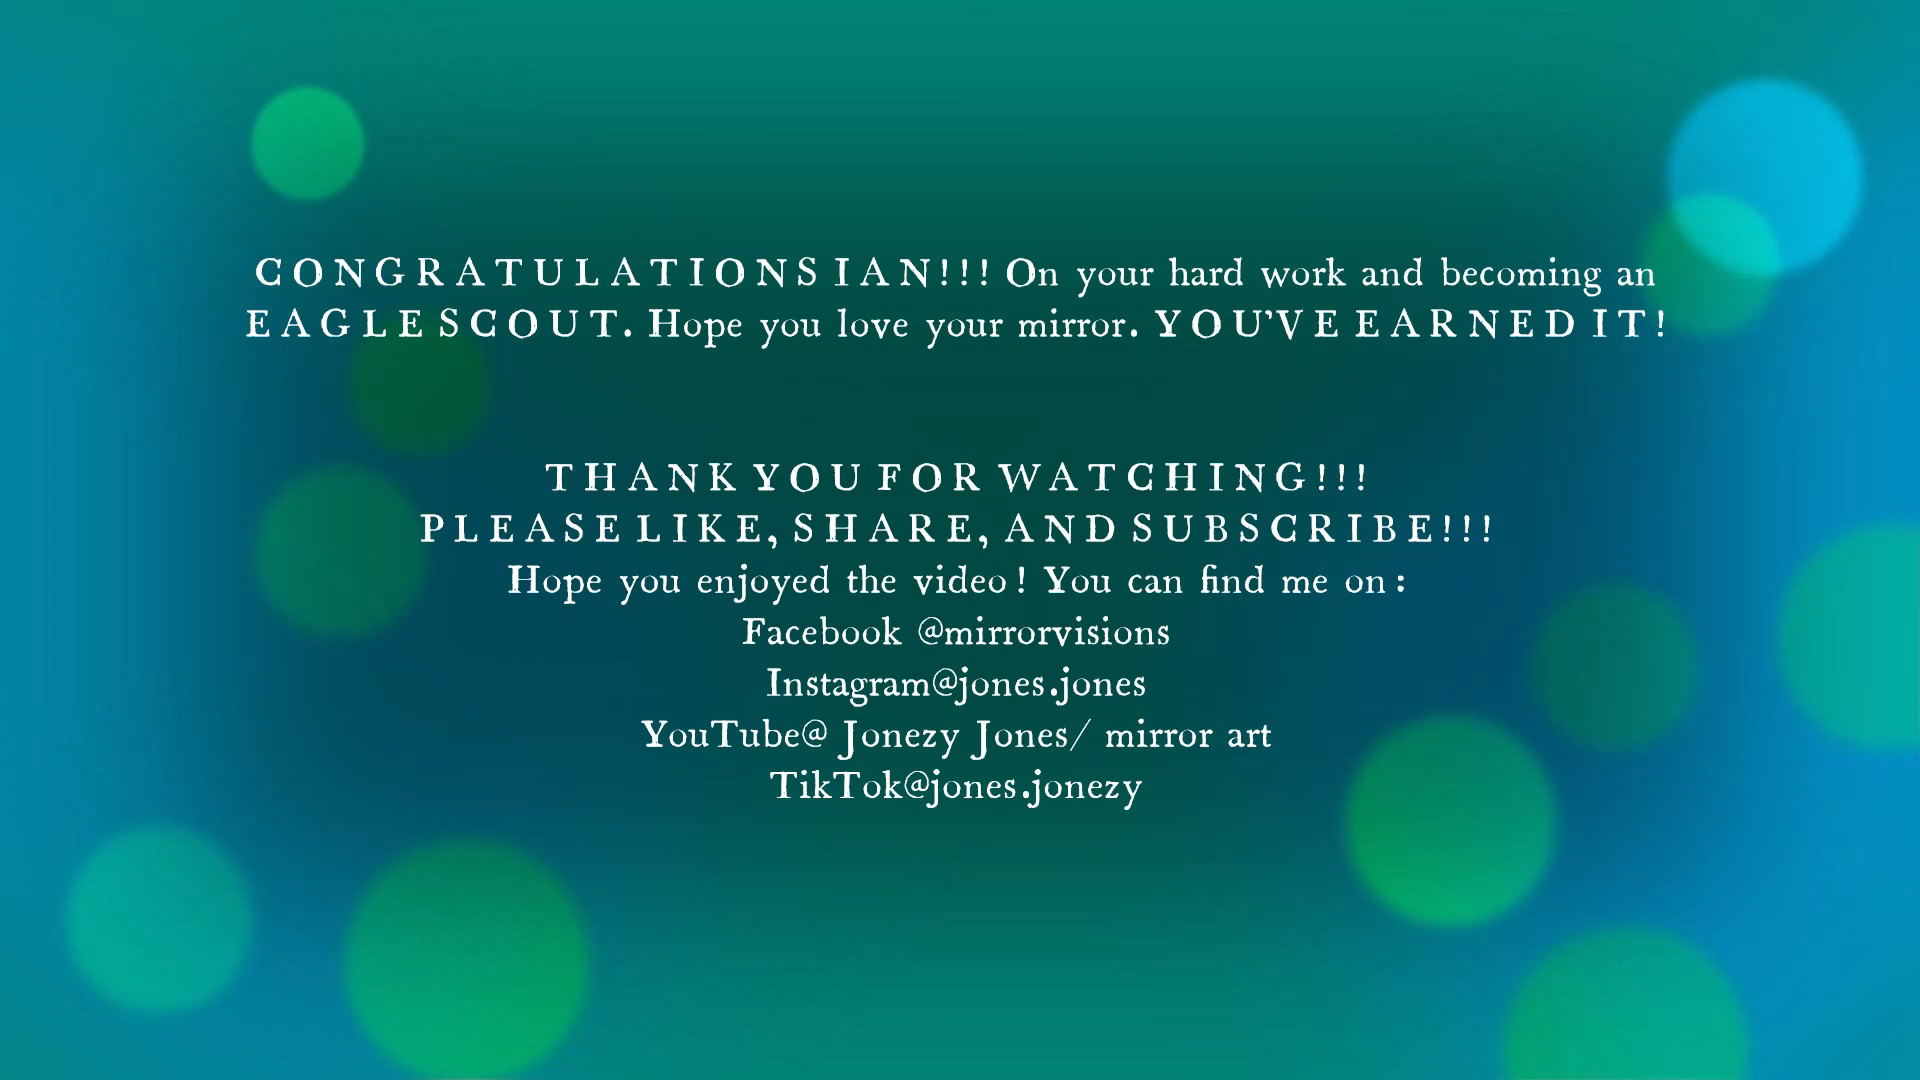 CONGRATULATIONS IAN!!! On your hard work and becoming an
EAGLE SCOUT. Hope you love your mirror. YOU'VE EARNED IT!
THANK YOU FOR WATCHING!!!
PLEASE LIKE, SHARE, AND SUBSCRIBE!!!
Hope you enjoyed the video! You can find me on:
Facebook @mirrorvisions
Instagram@jones.jones
YouTube@ Jonezy Jones/ mirror art
TikTok@jones.jonezy